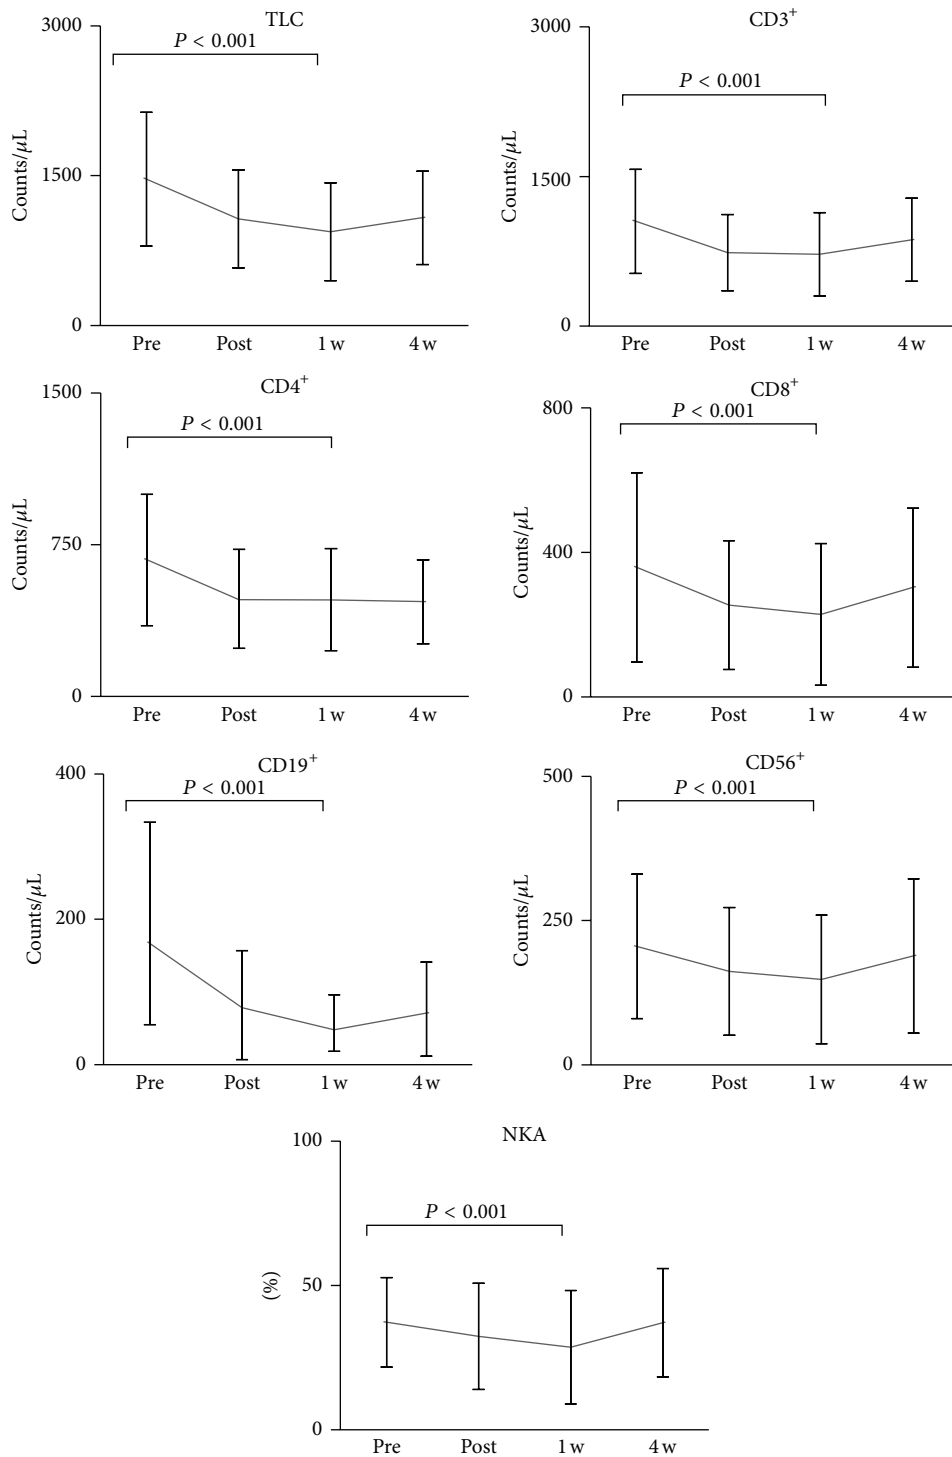 TLC
P < 0.001
3000
1500
0
Counts/μL
Pre Post 1 w 4 w
CD3+
P < 0.001
3000
1500
0
Counts/μL
Pre Post 1 w 4 w
CD4+
P < 0.001
1500
750
0
Counts/μL
Pre Post 1 w 4 w
CD8+
P < 0.001
800
400
0
Counts/μL
Pre Post 1 w 4 w
CD19+
P < 0.001
400
200
0
Counts/μL
Pre Post 1 w 4 w
CD56+
P < 0.001
500
250
0
Counts/μL
Pre Post 1 w 4 w
NKA
P < 0.001
100
50
0
(%)
Pre Post 1 w 4 w